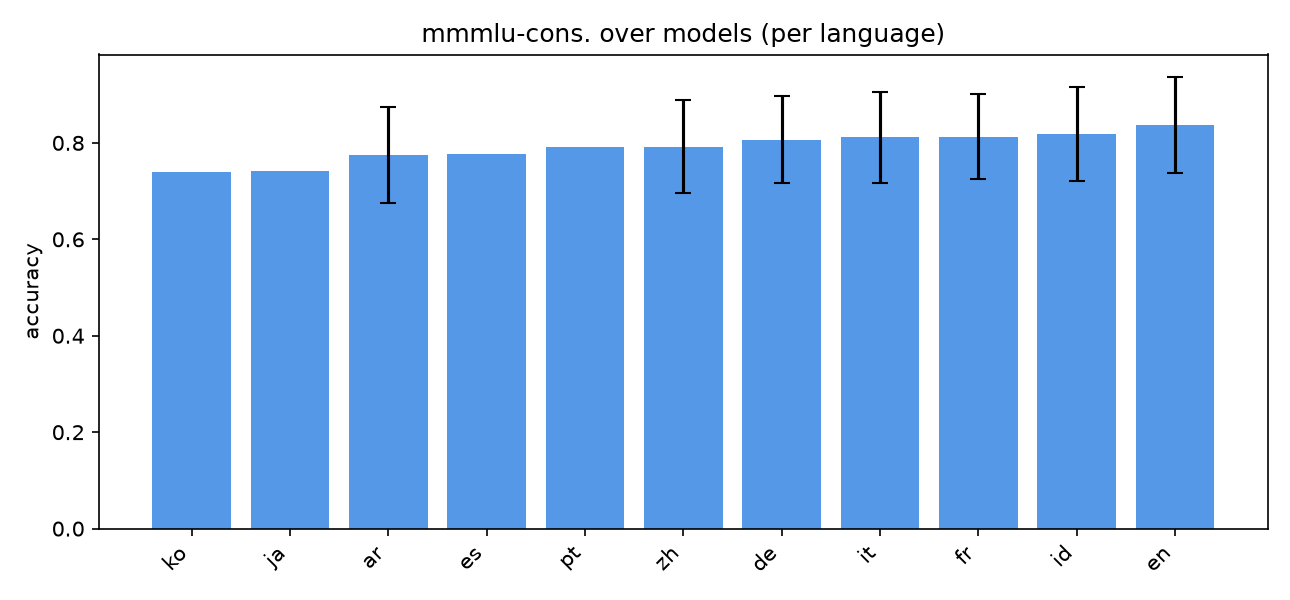 mmmlu-cons. over models (per language)
accuracy
0.8
0.6
0.4
0.2
0.0
ko ja ar es pt zh de it fr id en